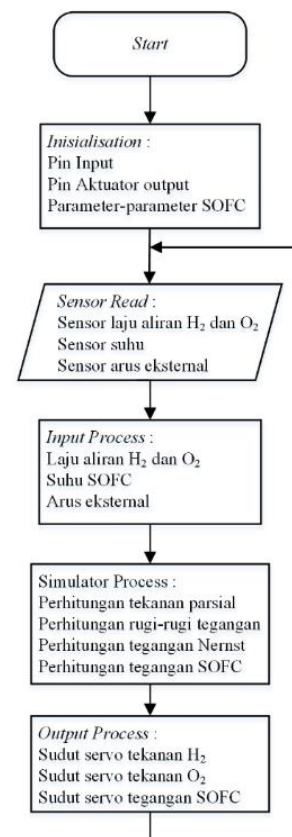 Start
Inisialisation :
Pin Input
Pin Aktuator output
Parameter-parameter SOFC
Sensor Read :
Sensor laju aliran H₂ dan O₂
Sensor suhu
Sensor arus eksternal
Input Process :
Laju aliran H₂ dan O₂
Suhu SOFC
Arus eksternal
Simulator Process :
Perhitungan tekanan parsial
Perhitungan rugi-rugi tegangan
Perhitungan tegangan Nernst
Perhitungan tegangan SOFC
Output Process :
Sudut servo tekanan H₂
Sudut servo tekanan O₂
Sudut servo tegangan SOFC